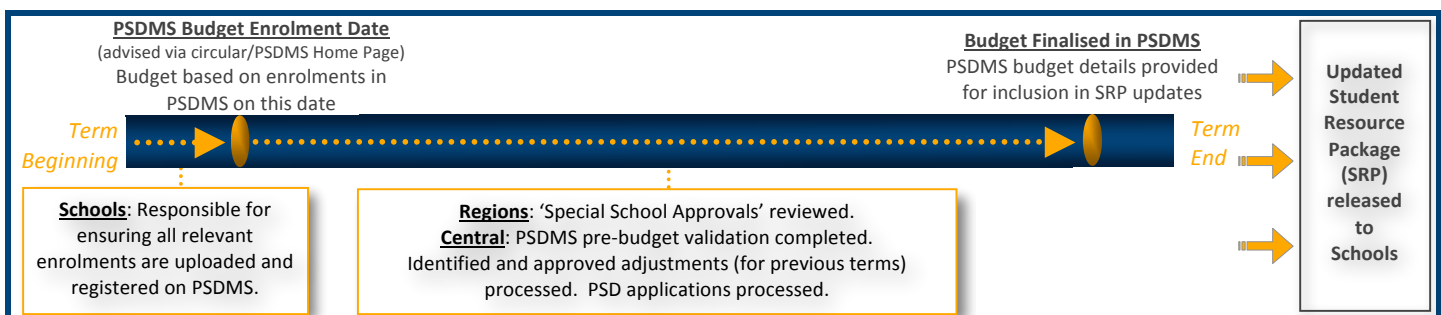 PSDMS Budget Enrolment Date
(advised via circular/PSDMS Home Page)
Budget based on enrolments in
PSDMS on this date
Budget Finalised in PSDMS
PSDMS budget details provided
for inclusion in SRP updates
Term
Beginning
Term
End
Updated
Student
Resource
Package
(SRP)
released
to
Schools
Schools: Responsible for
ensuring all relevant
enrolments are uploaded and
registered on PSDMS.
Regions: ‘Special School Approvals’ reviewed.
Central: PSDMS pre-budget validation completed.
Identified and approved adjustments (for previous terms)
processed.  PSD applications processed.